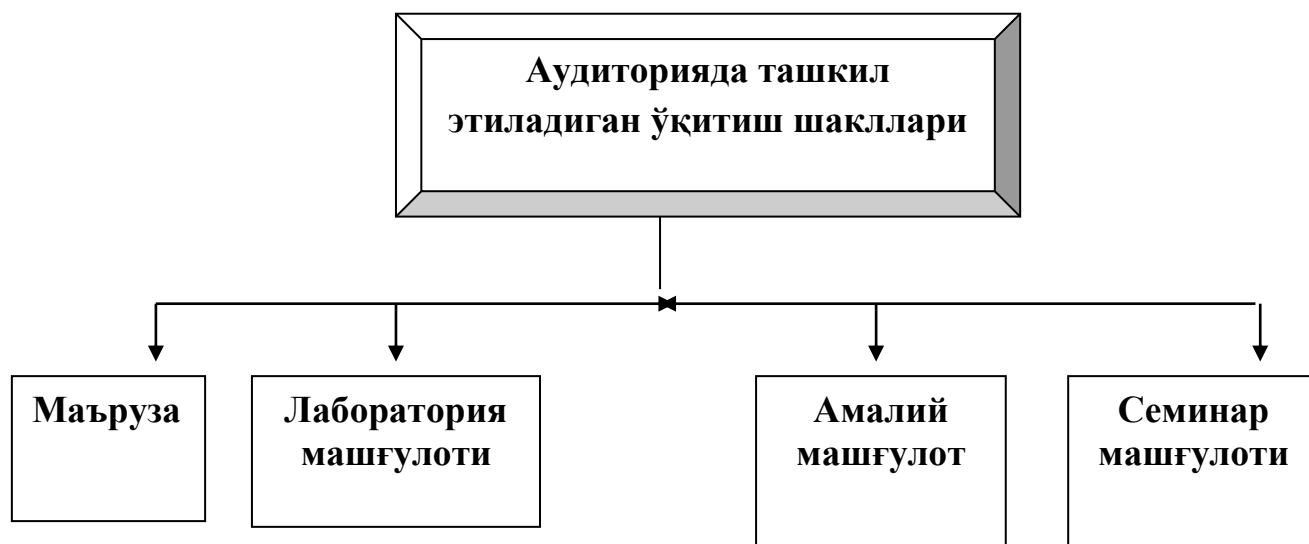 Аудиторияда ташкил
этиладиган ўқитиш шакллари
Маъруза
Лаборатория
машғулоти
Амалий
машғулот
Семинар
машғулоти